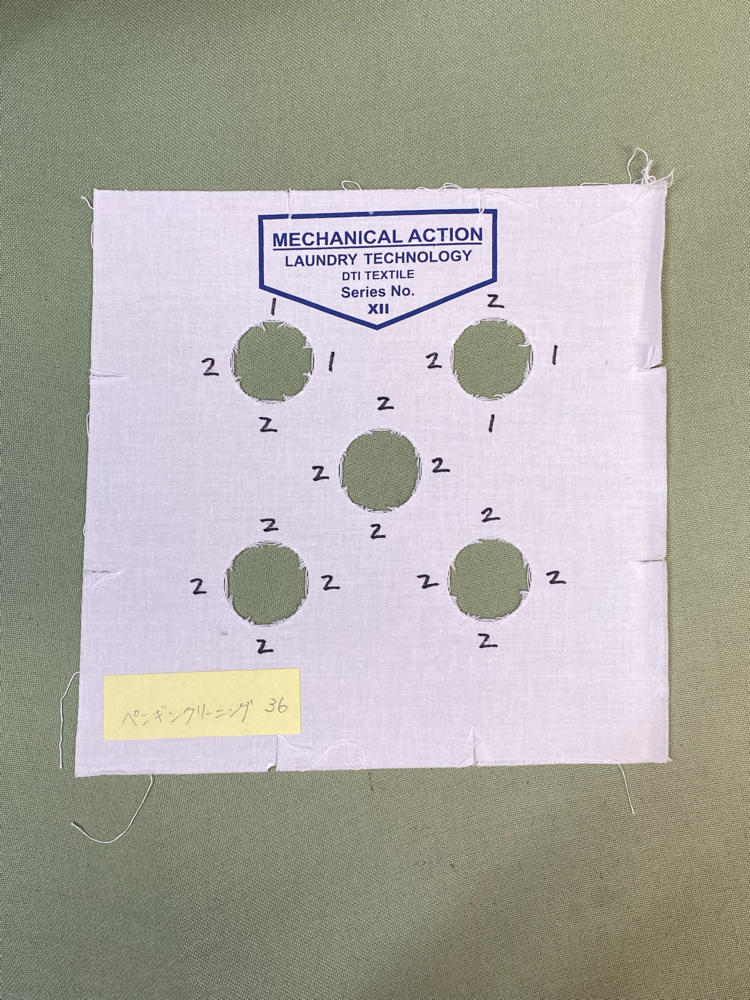 MECHANICAL ACTION
LAUNDRY TECHNOLOGY
DTI TEXTILE
Series No.
XII
1 2
2 1 2 1
2 1
2
2 2
2
2 2
2 2 2 2
2 2
ペンギンクリーニング 36